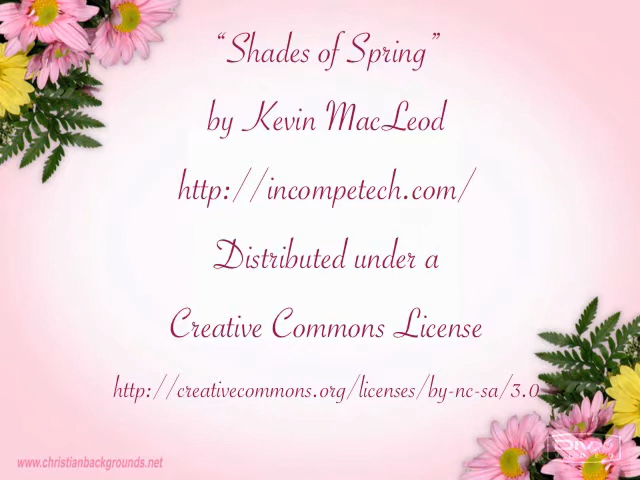 “Shades of Spring”
by Kevin MacLeod
http://incompetech.com/
Distributed under a
Creative Commons License
http://creativecommons.org/licenses/by-nc-sa/3.0
www.christianbackgrounds.net